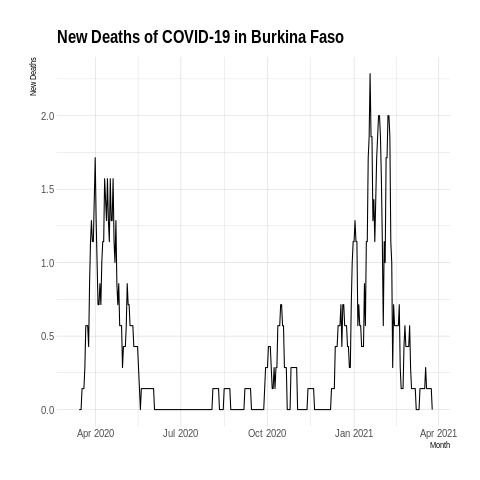 New Deaths of COVID-19 in Burkina Faso
New Deaths
2.0
1.5
1.0
0.5
0.0
Apr 2020 Jul 2020 Oct 2020 Jan 2021 Apr 2021
Month